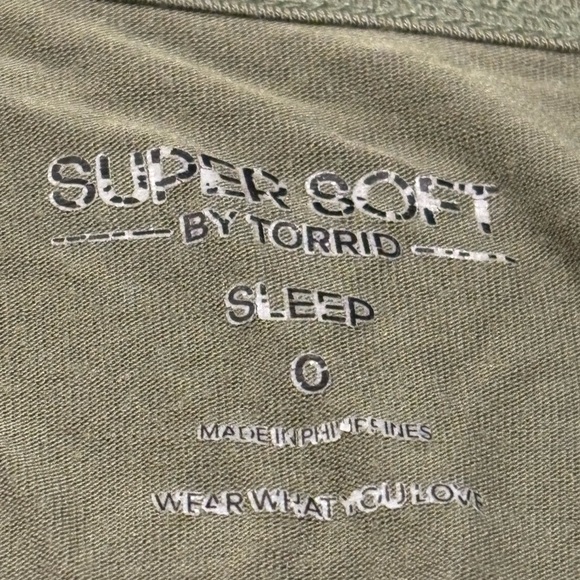 SUPER SOFT
BY TORRID
SLEEP
0
MADE IN PHILIPPINES
WEAR WHAT YOU LOVE